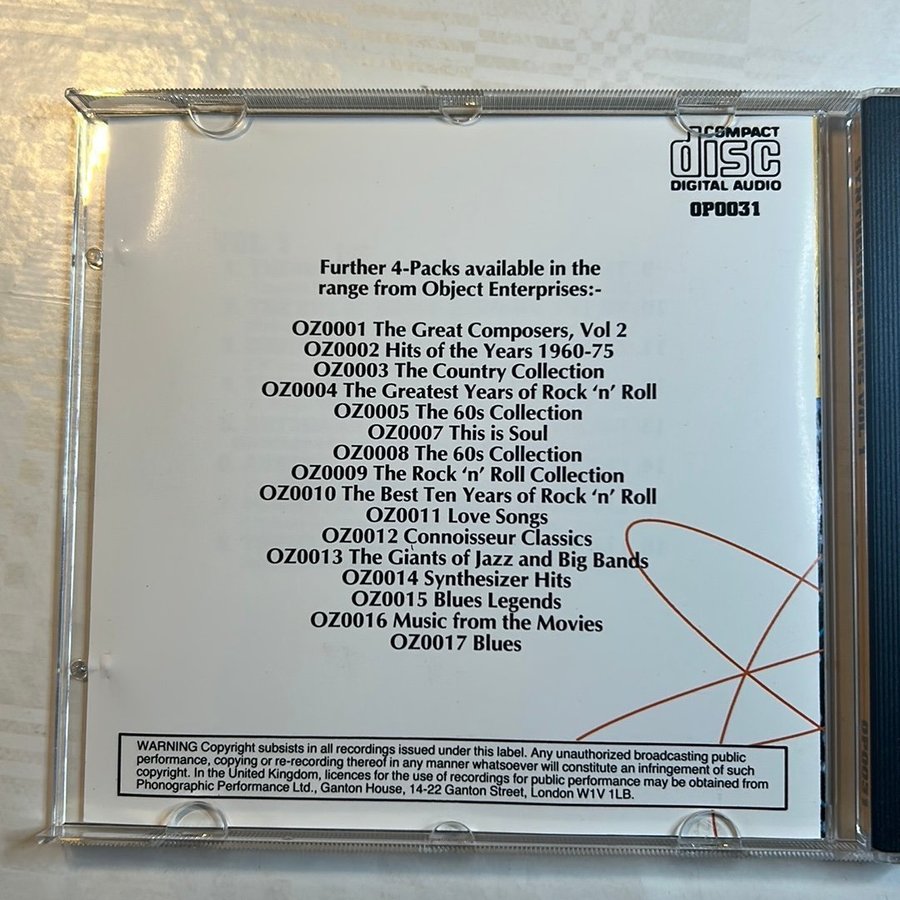 COMPACT
disc
DIGITAL AUDIO
OP0031
Further 4-Packs available in the
range from Object Enterprises:-
OZ0001 The Great Composers, Vol 2
OZ0002 Hits of the Years 1960-75
OZ0003 The Country Collection
OZ0004 The Greatest Years of Rock ‘n’ Roll
OZ0005 The 60s Collection
OZ0007 This is Soul
OZ0008 The 60s Collection
OZ0009 The Rock ‘n’ Roll Collection
OZ0010 The Best Ten Years of Rock ‘n’ Roll
OZ0011 Love Songs
OZ0012 Connoisseur Classics
OZ0013 The Giants of Jazz and Big Bands
OZ0014 Synthesizer Hits
OZ0015 Blues Legends
OZ0016 Music from the Movies
OZ0017 Blues
WARNING Copyright subsists in all recordings issued under this label. Any unauthorized broadcasting public
performance, copying or re-recording thereof in any manner whatsoever will constitute an infringement of such
copyright. In the United Kingdom, licences for the use of recordings for public performance may be obtained from
Phonographic Performance Ltd., Ganton House, 14-22 Ganton Street, London W1V 1LB.